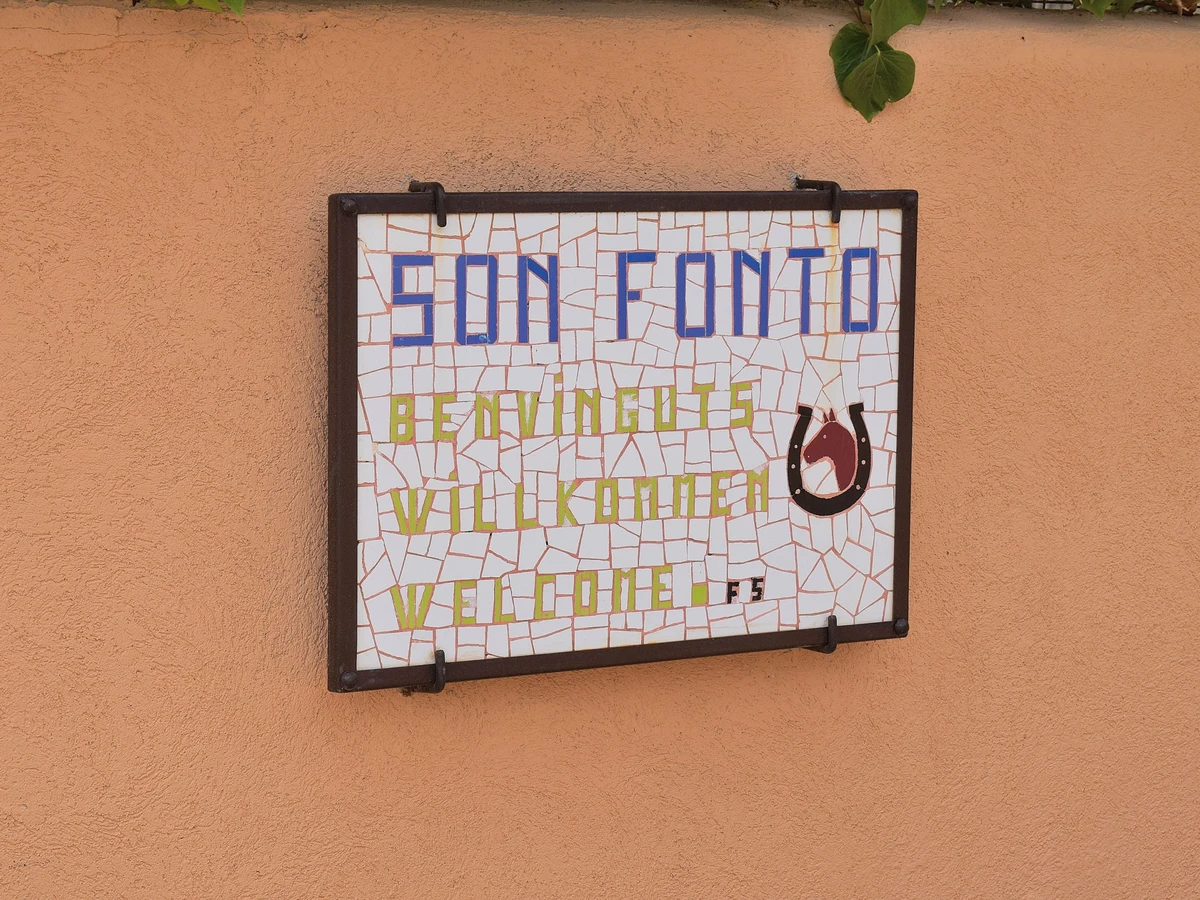 SON FONTO
BENViNGUTS
WiLLKOMMEN
WELCOME. FS